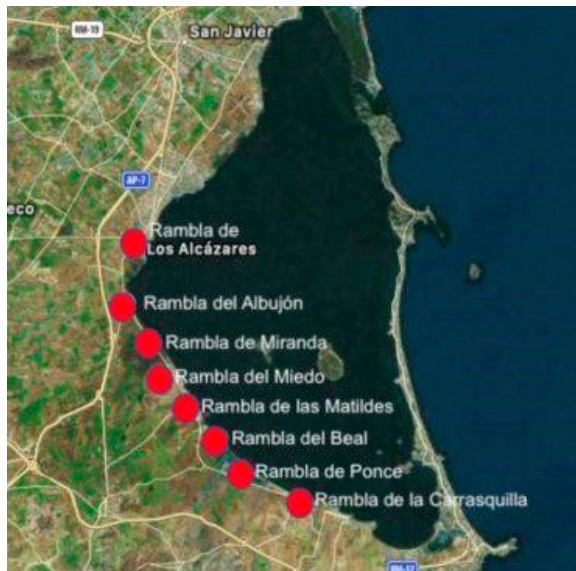 RM-19
San Javier
AP-7
eco
Rambla de
Los Alcázares
Rambla del Albujón
Rambla de Miranda
Rambla del Miedo
Rambla de las Matildes
Rambla del Beal
Rambla de Ponce
Rambla de la Carrasquilla
RM-12